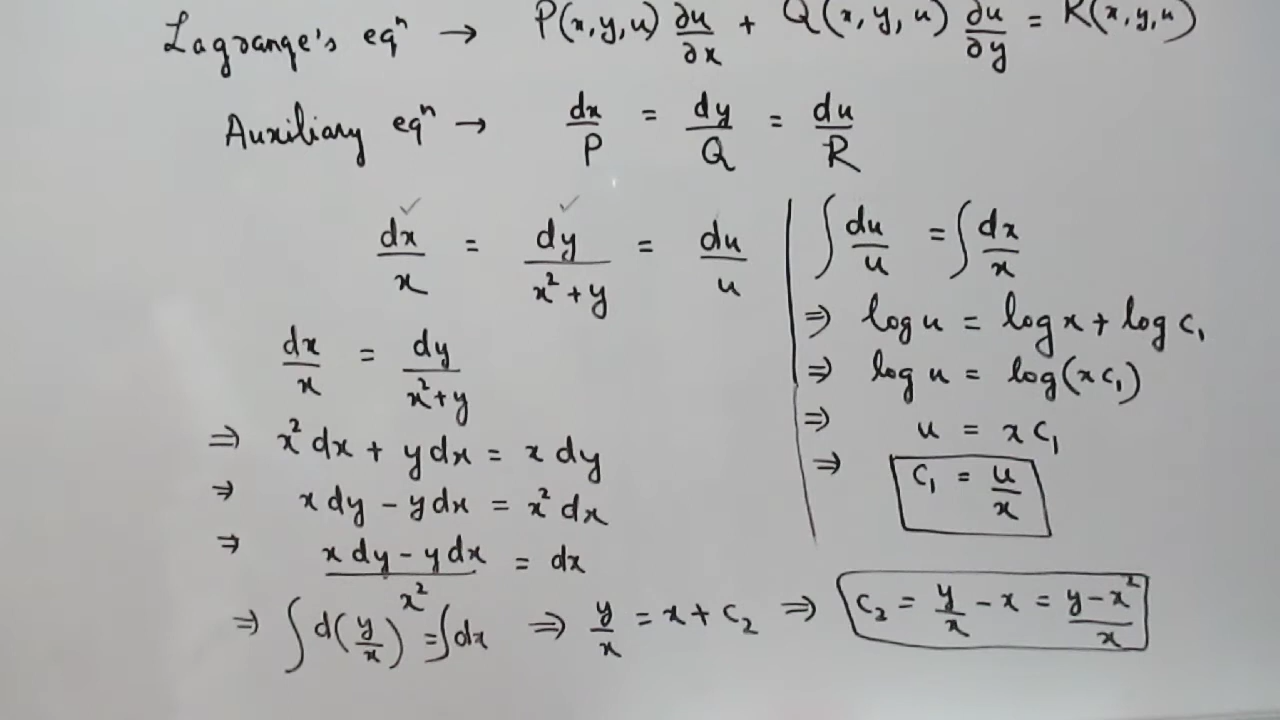 Lagrange's eqⁿ → P(x,y,u) ∂u/∂x + Q(x,y,u) ∂u/∂y = R(x,y,u)
Auxiliary eqⁿ → dx/P = dy/Q = du/R
✓ ✓
dx/x = dy/(x²+y) = du/u
dx/x = dy/(x²+y)
⇒ x² dx + y dx = x dy
⇒ x dy − y dx = x² dx
⇒ (x dy − y dx)/x² = dx
⇒ ∫ d(y/x) = ∫ dx ⇒ y/x = x + c₂ ⇒ c₂ = y/x − x = (y − x²)/x
∫ du/u = ∫ dx/x
⇒ log u = log x + log c₁
⇒ log u = log(x c₁)
⇒ u = x c₁
⇒ c₁ = u/x